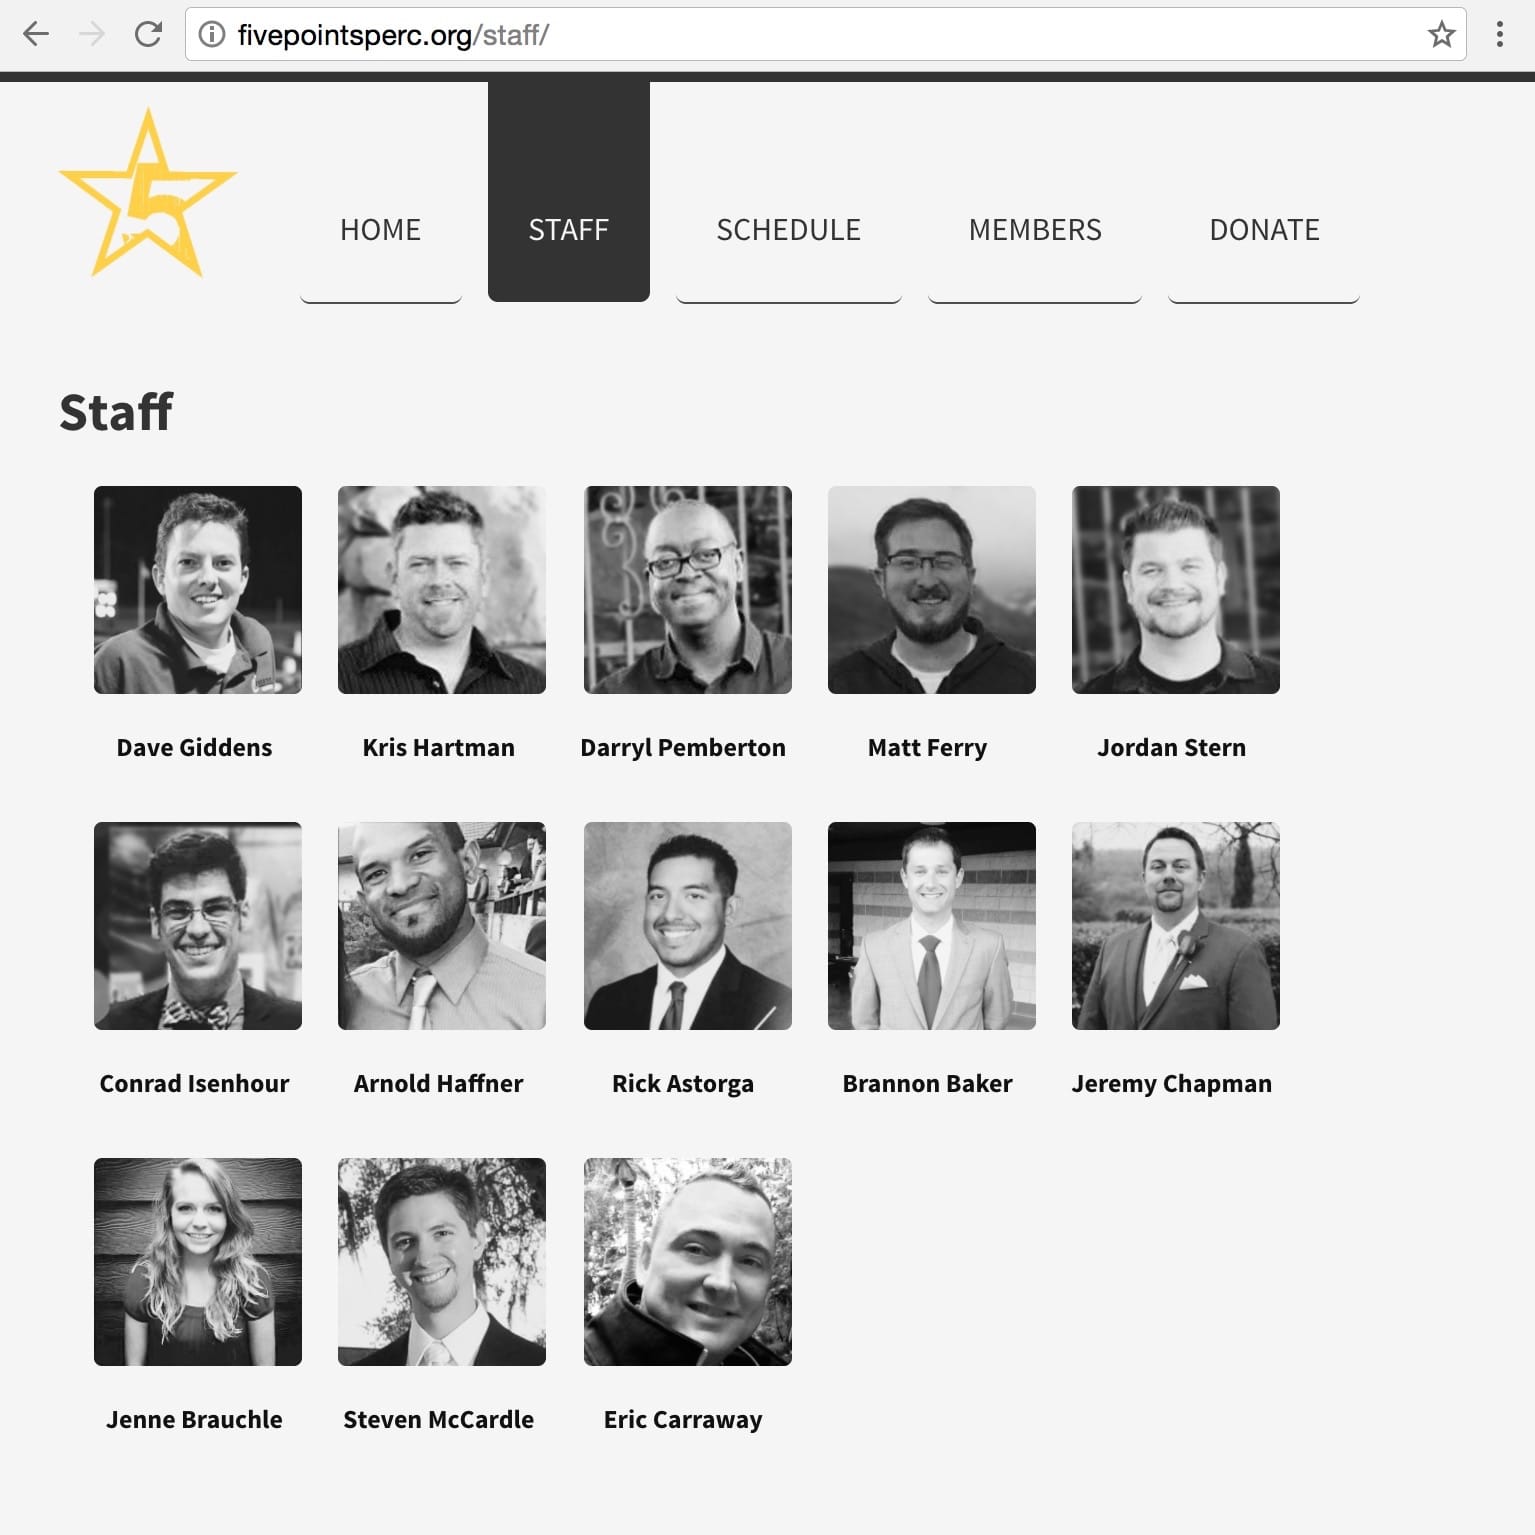 fivepointsperc.org/staff/
5
HOME STAFF SCHEDULE MEMBERS DONATE
Staff
Dave Giddens Kris Hartman Darryl Pemberton Matt Ferry Jordan Stern
Conrad Isenhour Arnold Haffner Rick Astorga Brannon Baker Jeremy Chapman
Jenne Brauchle Steven McCardle Eric Carraway